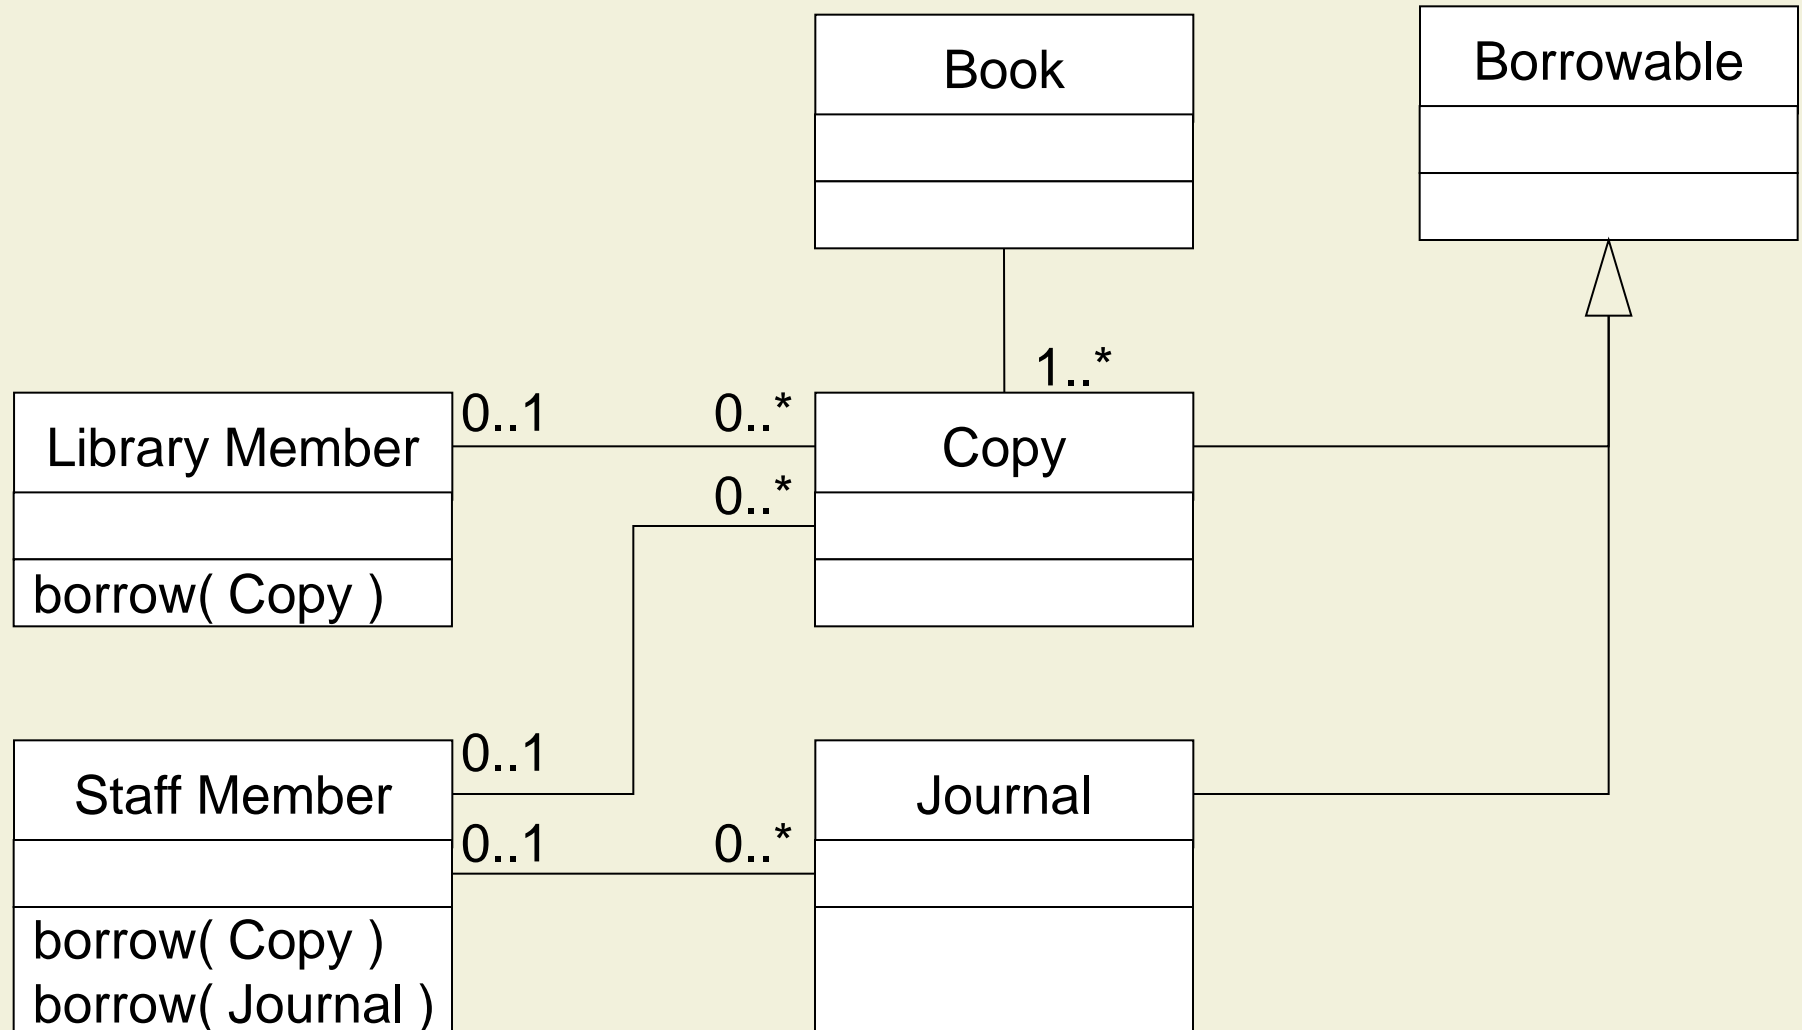 Book
Borrowable
1..*
0..1
0..*
Library Member
Copy
0..*
borrow( Copy )
0..1
Staff Member
Journal
0..1
0..*
borrow( Copy )
borrow( Journal )